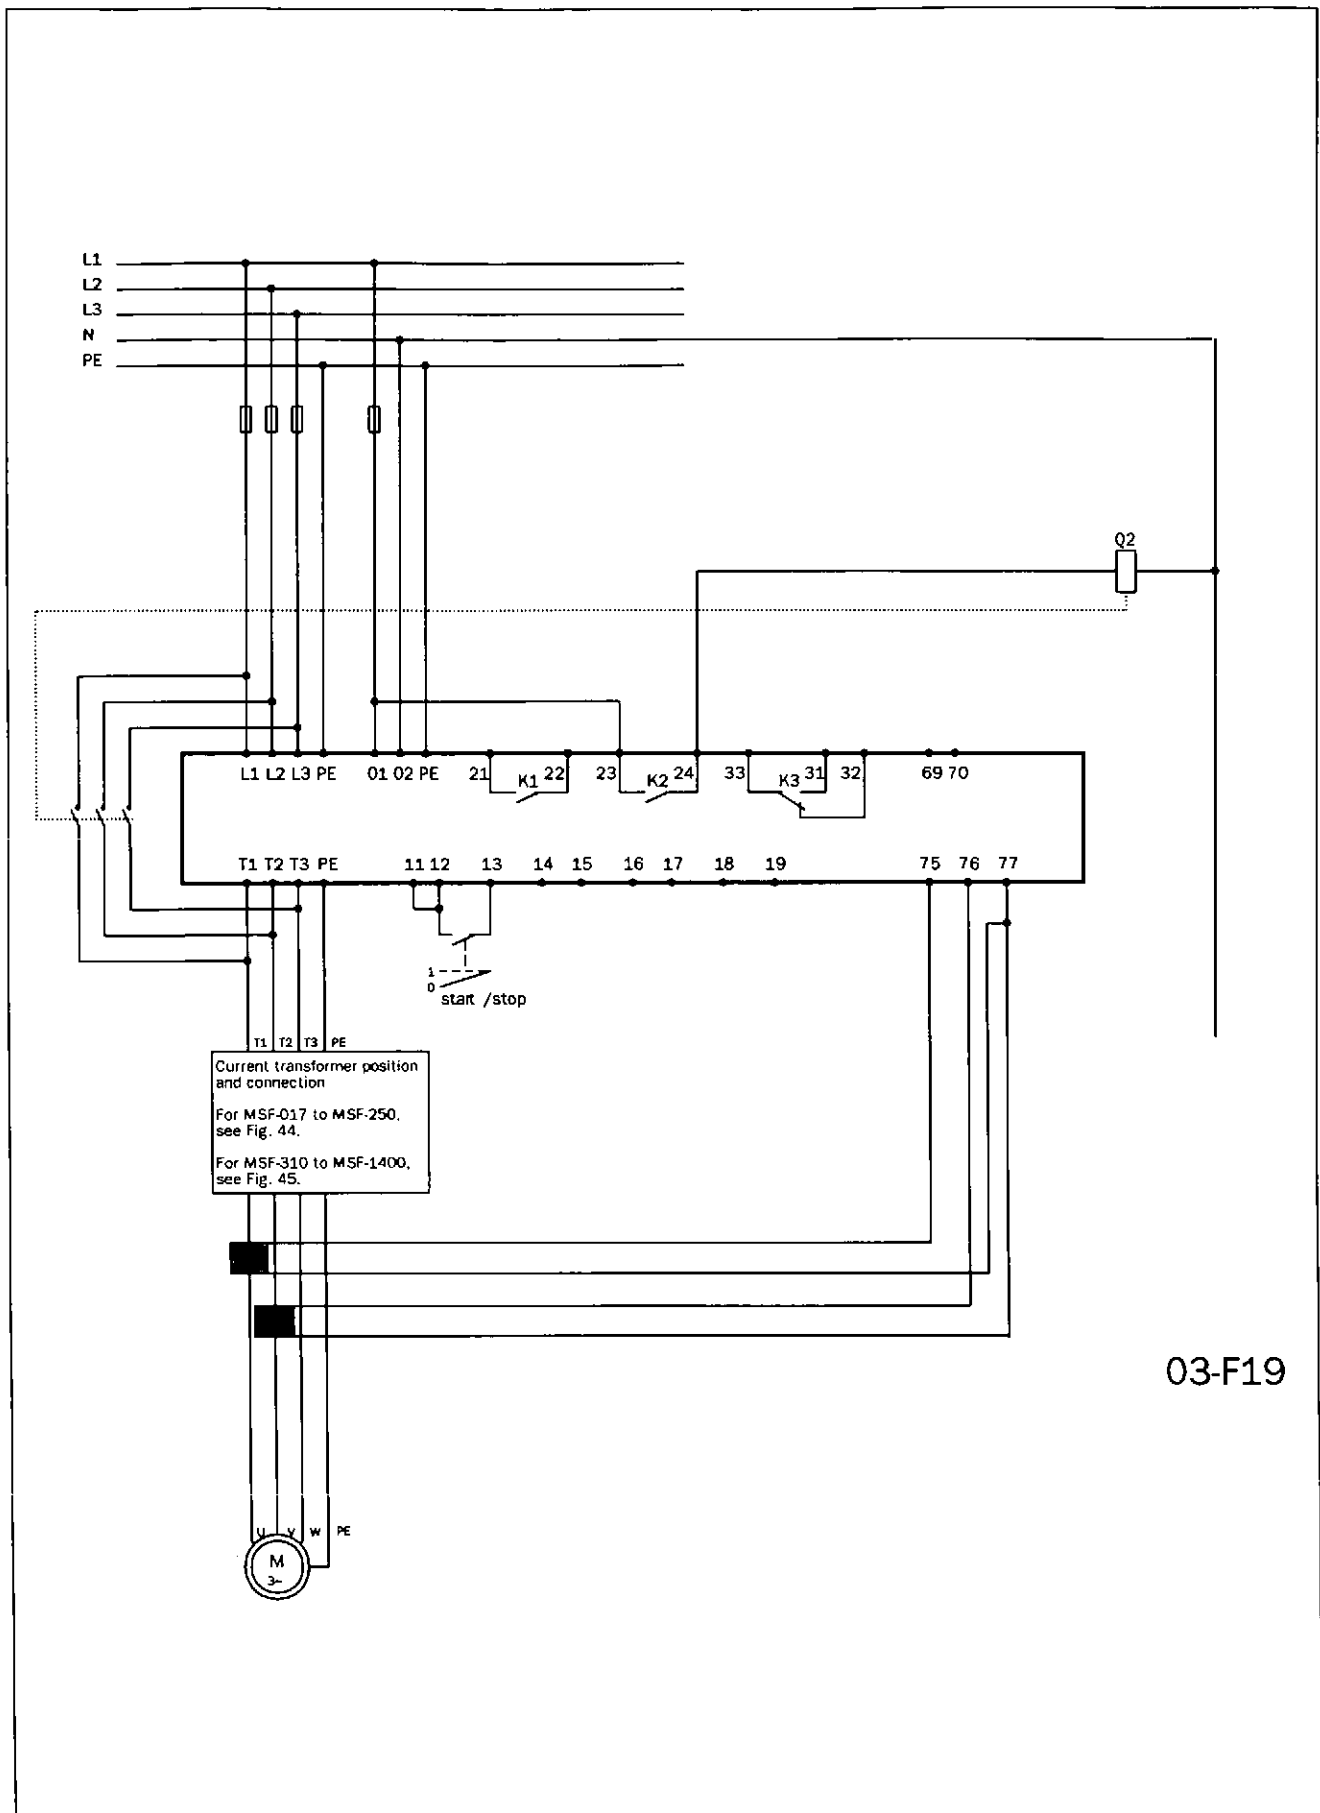 L1
L2
L3
N
PE
Q2
L1 L2 L3 PE 01 02 PE 21 K1 22 23 K2 24 33 K3 31 32 69 70
T1 T2 T3 PE 11 12 13 14 15 16 17 18 19 75 76 77
1
0
start /stop
T1 T2 T3 PE
Current transformer position
and connection
For MSF-017 to MSF-250,
see Fig. 44.
For MSF-310 to MSF-1400,
see Fig. 45.
03-F19
U V W PE
M
3~